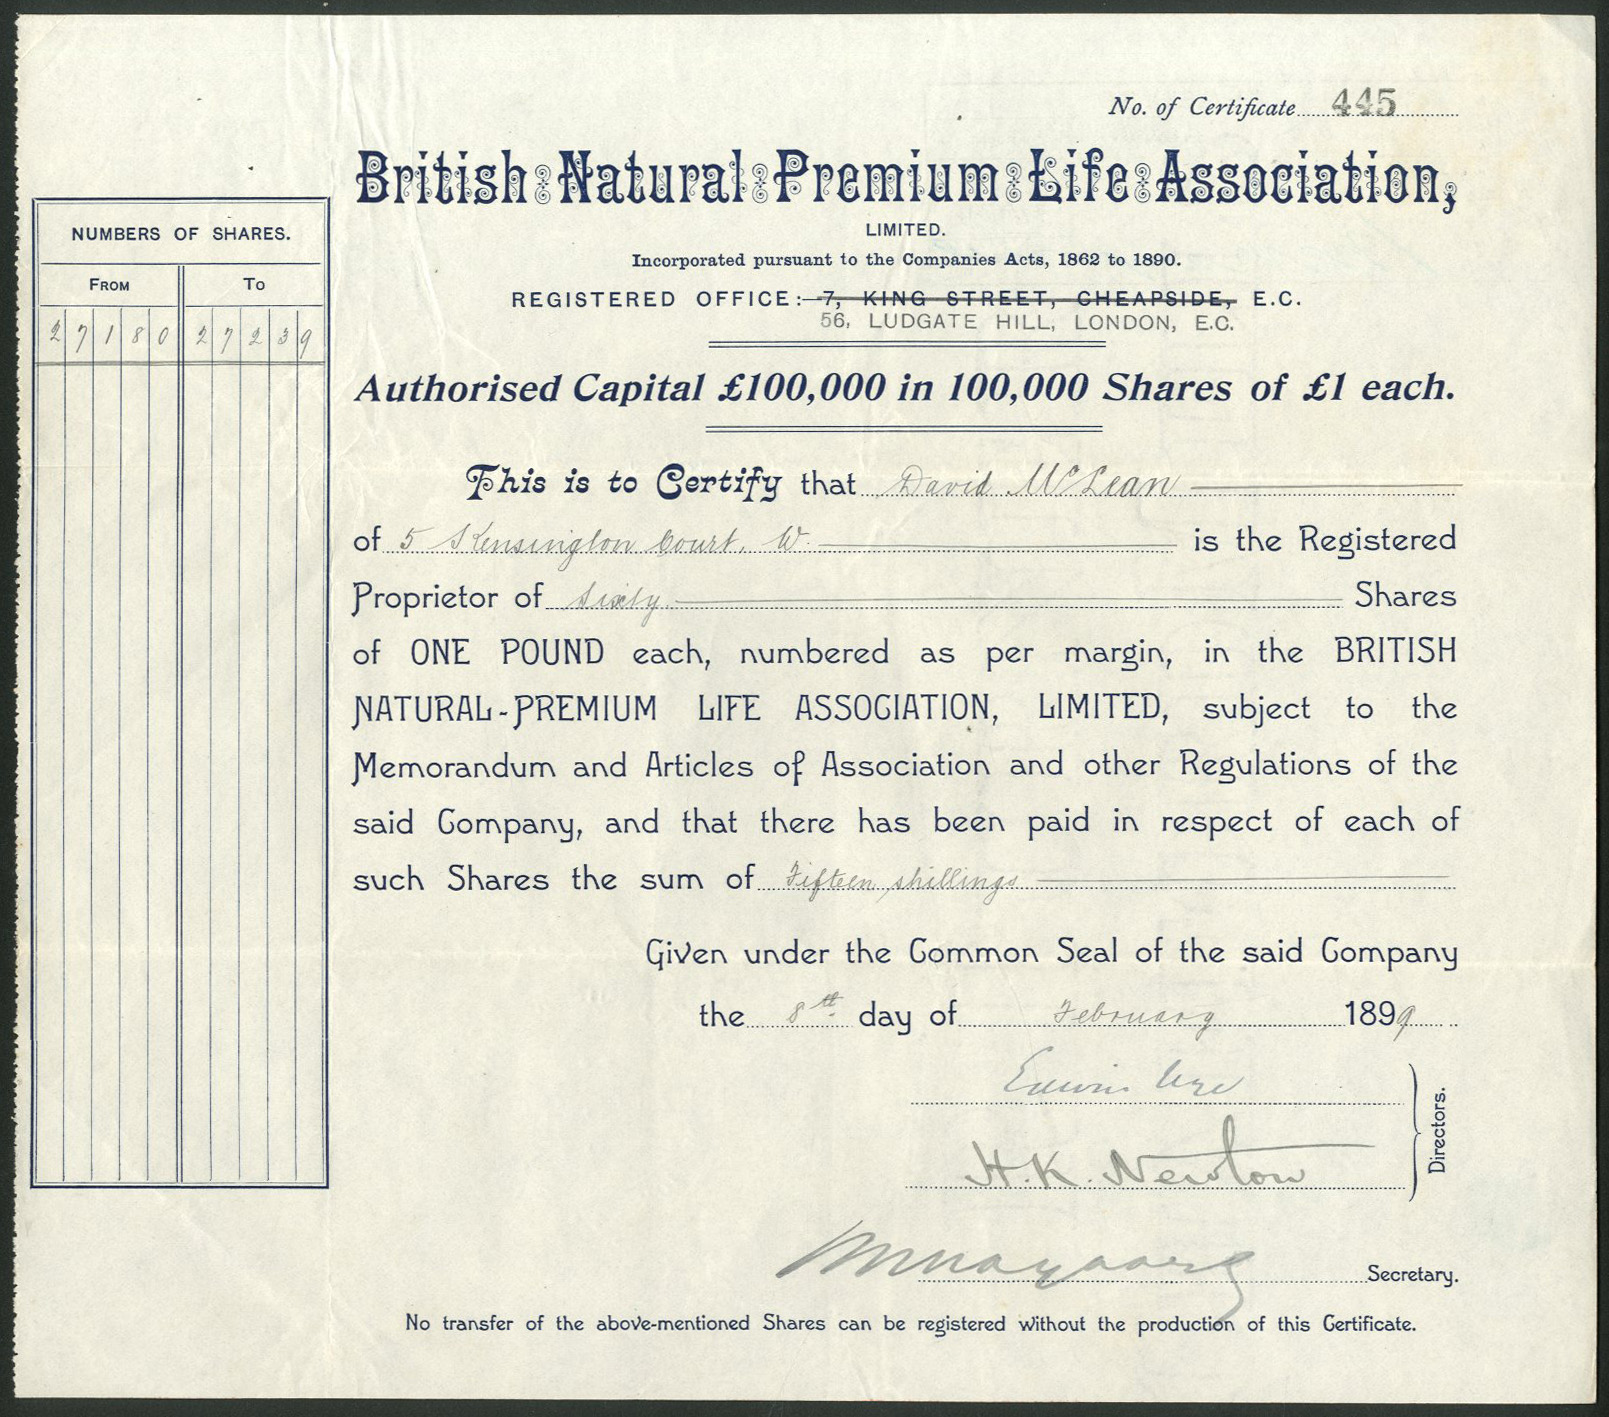 No. of Certificate 445
British Natural Premium Life Association,
LIMITED.
Incorporated pursuant to the Companies Acts, 1862 to 1890.
REGISTERED OFFICE:—7, KING STREET, CHEAPSIDE, E.C.
56, LUDGATE HILL, LONDON, E.C.
Authorised Capital £100,000 in 100,000 Shares of £1 each.
NUMBERS OF SHARES.
FROM TO
27180 27239
This is to Certify that David McLean
of 5 Kensington Court. W. is the Registered
Proprietor of Sixty Shares
of ONE POUND each, numbered as per margin, in the BRITISH
NATURAL-PREMIUM LIFE ASSOCIATION, LIMITED, subject to the
Memorandum and Articles of Association and other Regulations of the
said Company, and that there has been paid in respect of each of
such Shares the sum of Fifteen shillings
Given under the Common Seal of the said Company
the 8th day of February 1899
Edwin
H.K. Newton
Directors.
Secretary.
No transfer of the above-mentioned Shares can be registered without the production of this Certificate.